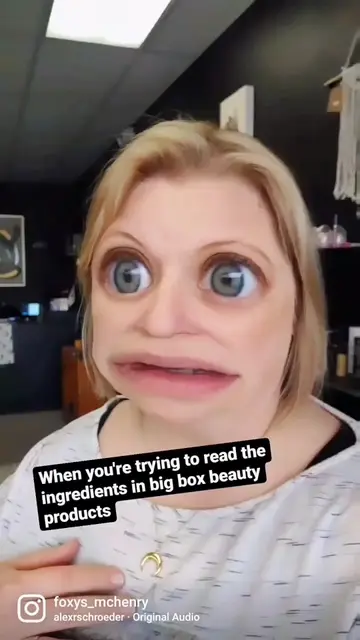 When you're trying to read the
ingredients in big box beauty
products
foxys_mchenry
alexrschroeder · Original Audio